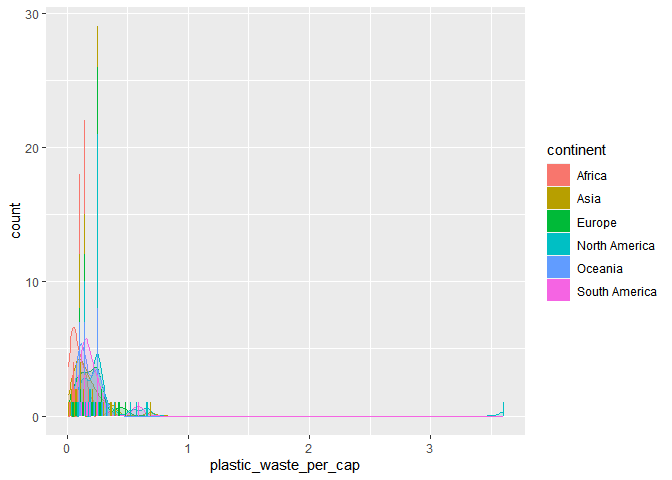 30
20
10
0
count
0
1
2
3
plastic_waste_per_cap
continent
Africa
Asia
Europe
North America
Oceania
South America